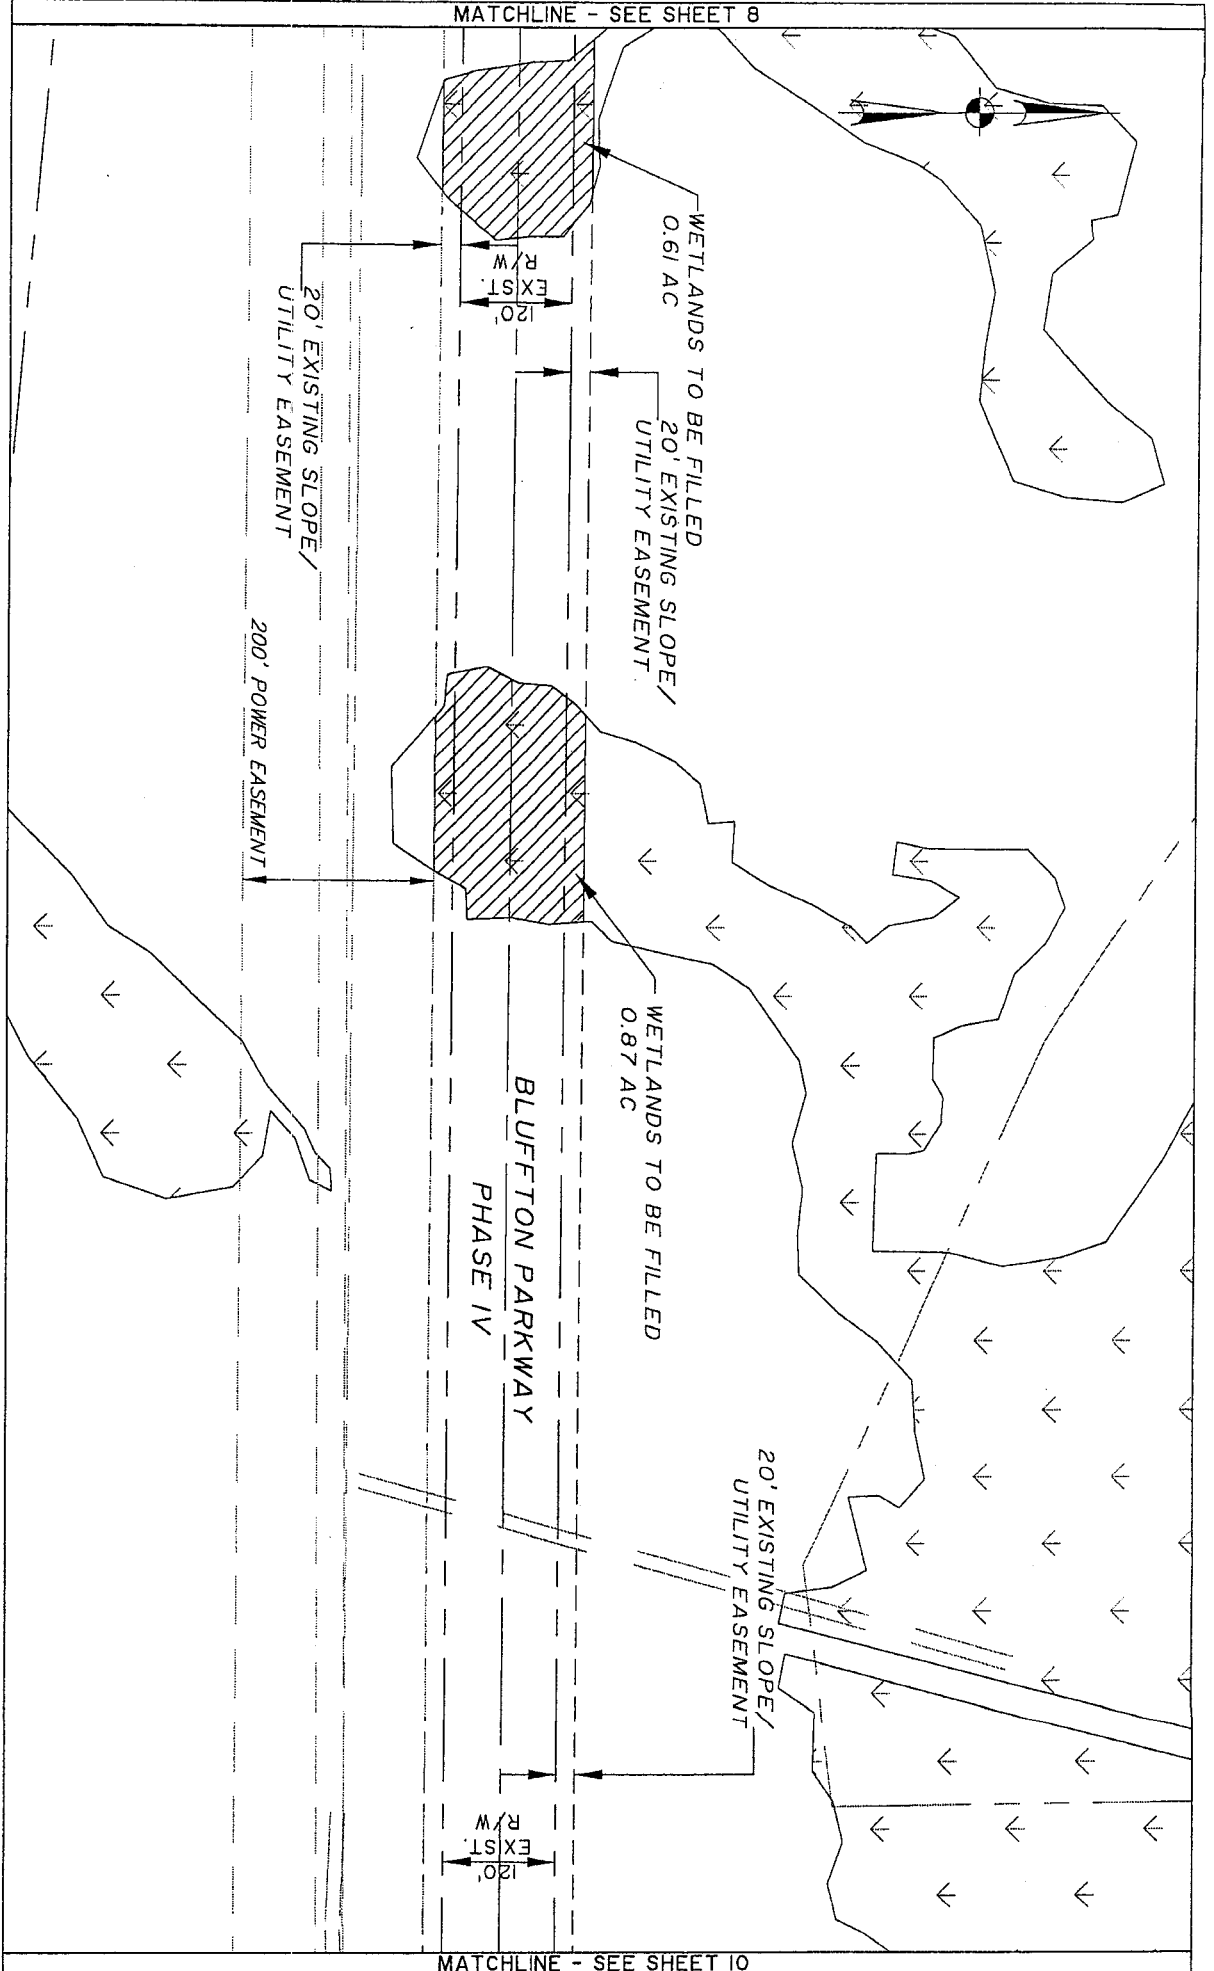 MATCHLINE - SEE SHEET 8
WETLANDS TO BE FILLED
0.61 AC
120'
EXIST.
R/W
20' EXISTING SLOPE/
UTILITY EASEMENT
20' EXISTING SLOPE/
UTILITY EASEMENT
200' POWER EASEMENT
WETLANDS TO BE FILLED
0.87 AC
BLUFFTON PARKWAY
PHASE IV
20' EXISTING SLOPE/
UTILITY EASEMENT
120'
EXIST.
R/W
MATCHLINE - SEE SHEET 10